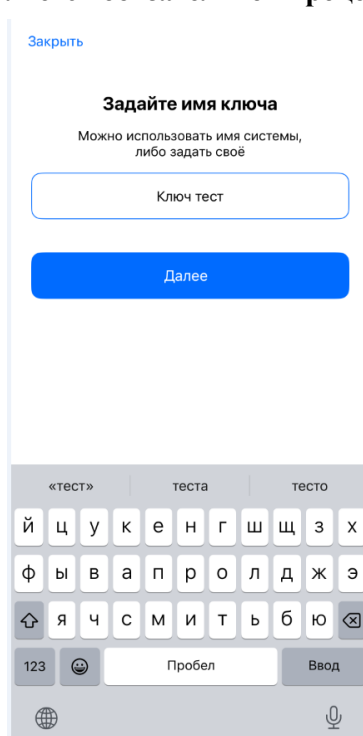 Закрыть
Задайте имя ключа
Можно использовать имя системы,
либо задать своё
Ключ тест
Далее
«тест» теста тесто
й ц у к е н г ш щ з х
ф ы в а п р о л д ж э
я ч с м и т ь б ю
123 Пробел Ввод